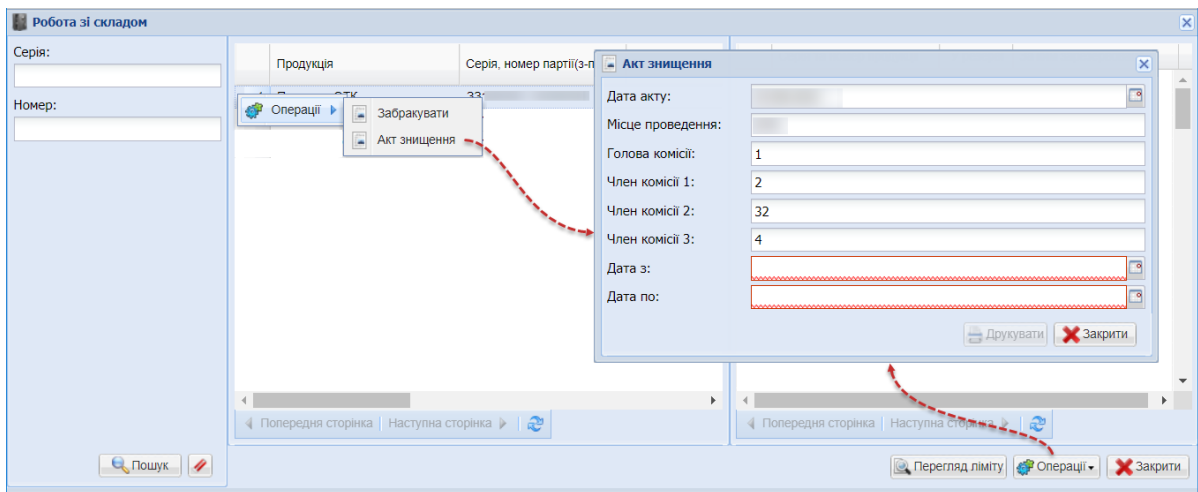 Робота зі складом
Серія:
Номер:
Пошук
Продукція
Серія, номер партії(з-п
Операції
Забракувати
Акт знищення
Попередня сторінка Наступна сторінка
Акт знищення
Дата акту:
Місце проведення:
Голова комісії: 1
Член комісії 1: 2
Член комісії 2: 32
Член комісії 3: 4
Дата з:
Дата по:
Друкувати Закрити
Попередня сторінка Наступна сторінка
Перегляд ліміту Операції Закрити